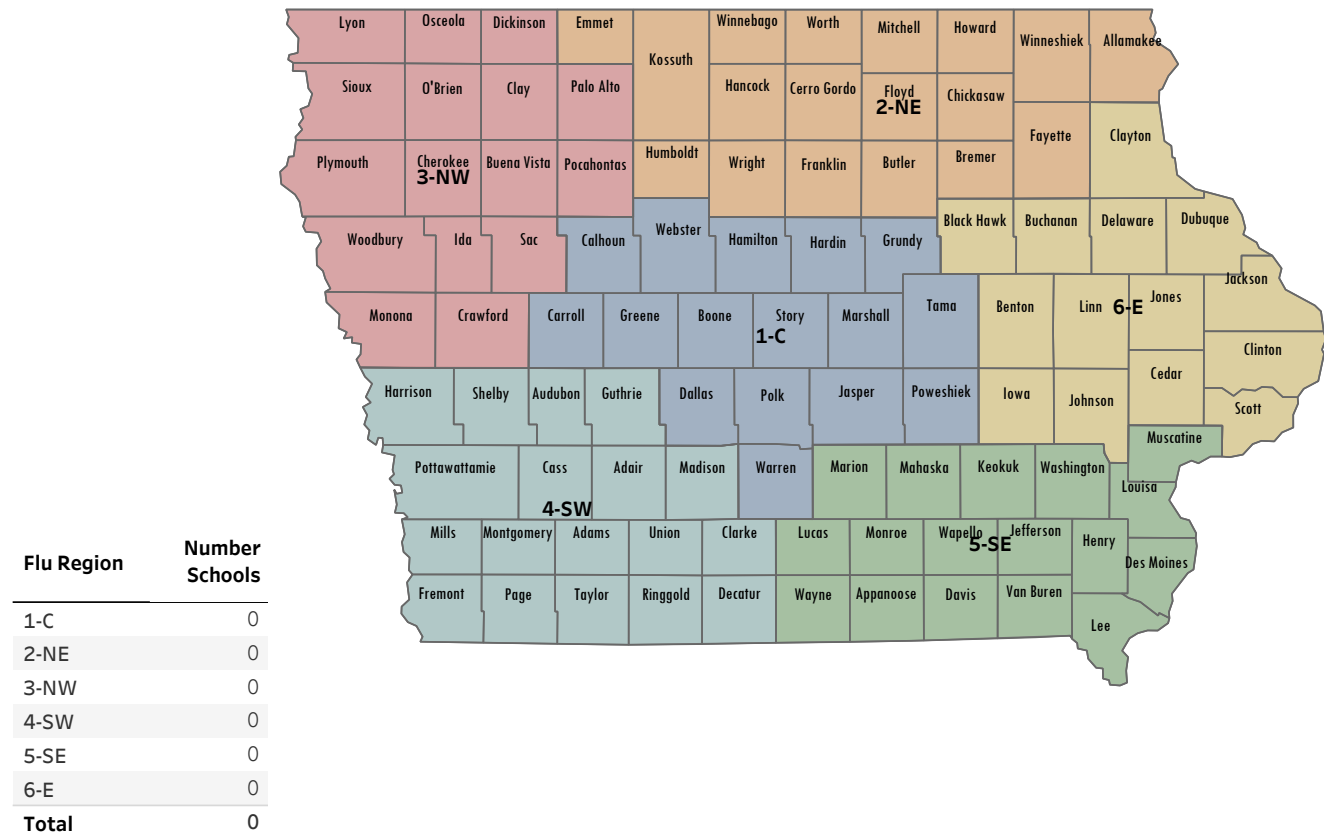 Lyon Osceola Dickinson Emmet Winnebago Worth Mitchell Howard
Kossuth Winneshiek Allamakee
Sioux O'Brien Clay Palo Alto Hancock Cerro Gordo Floyd Chickasaw
2-NE
Fayette Clayton
Plymouth Cherokee Buena Vista Pocahontas Humboldt Wright Franklin Butler Bremer
3-NW
Woodbury Ida Sac Calhoun Webster Hamilton Hardin Grundy Black Hawk Buchanan Delaware Dubuque
Jackson
Monona Crawford Carroll Greene Boone Story Marshall Tama Benton Linn Jones
6-E
1-C
Clinton
Harrison Shelby Audubon Guthrie Dallas Polk Jasper Poweshiek Iowa Johnson Cedar Scott
Muscatine
Pottawattamie Cass Adair Madison Warren Marion Mahaska Keokuk Washington Louisa
4-SW
Mills Montgomery Adams Union Clarke Lucas Monroe Wapello Jefferson Henry
5-SE
Des Moines
Fremont Page Taylor Ringgold Decatur Wayne Appanoose Davis Van Buren
Lee
Number
Flu Region
Schools
1-C 0
2-NE 0
3-NW 0
4-SW 0
5-SE 0
6-E 0
Total 0